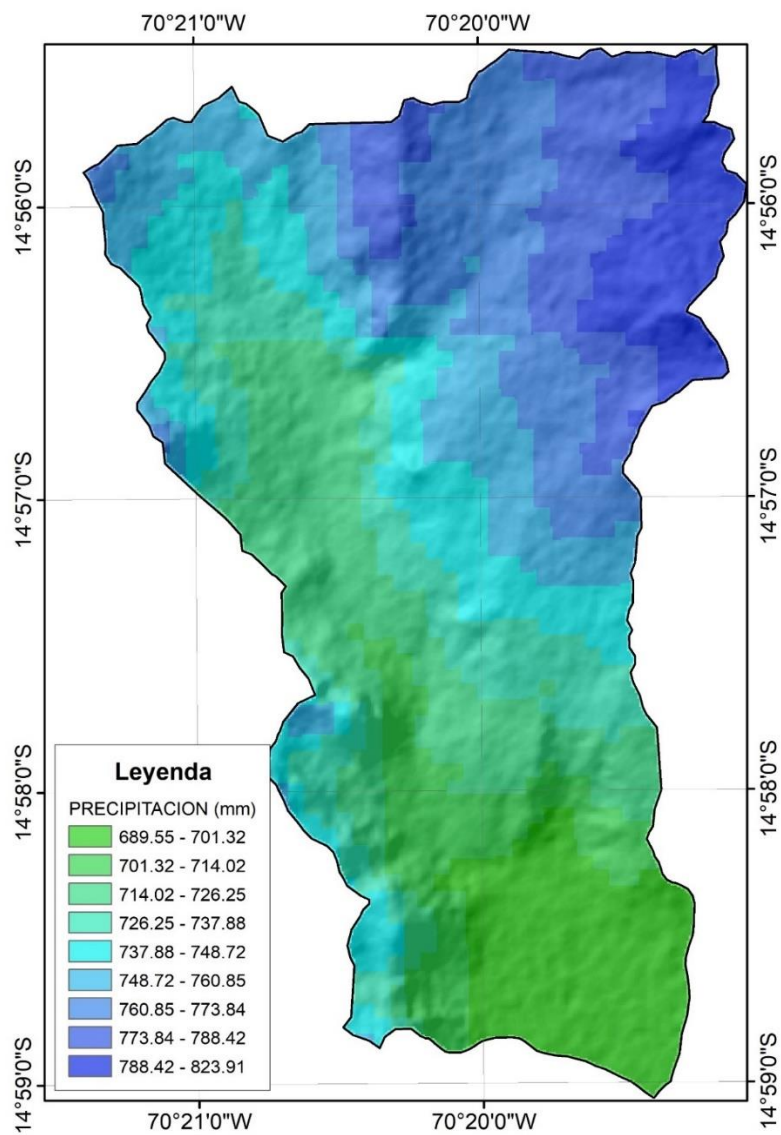 70°21'0"W
70°20'0"W
14°56'0"S
14°56'0"S
14°57'0"S
14°57'0"S
14°58'0"S
14°58'0"S
14°59'0"S
14°59'0"S
Leyenda
PRECIPITACION (mm)
689.55 - 701.32
701.32 - 714.02
714.02 - 726.25
726.25 - 737.88
737.88 - 748.72
748.72 - 760.85
760.85 - 773.84
773.84 - 788.42
788.42 - 823.91
70°21'0"W
70°20'0"W